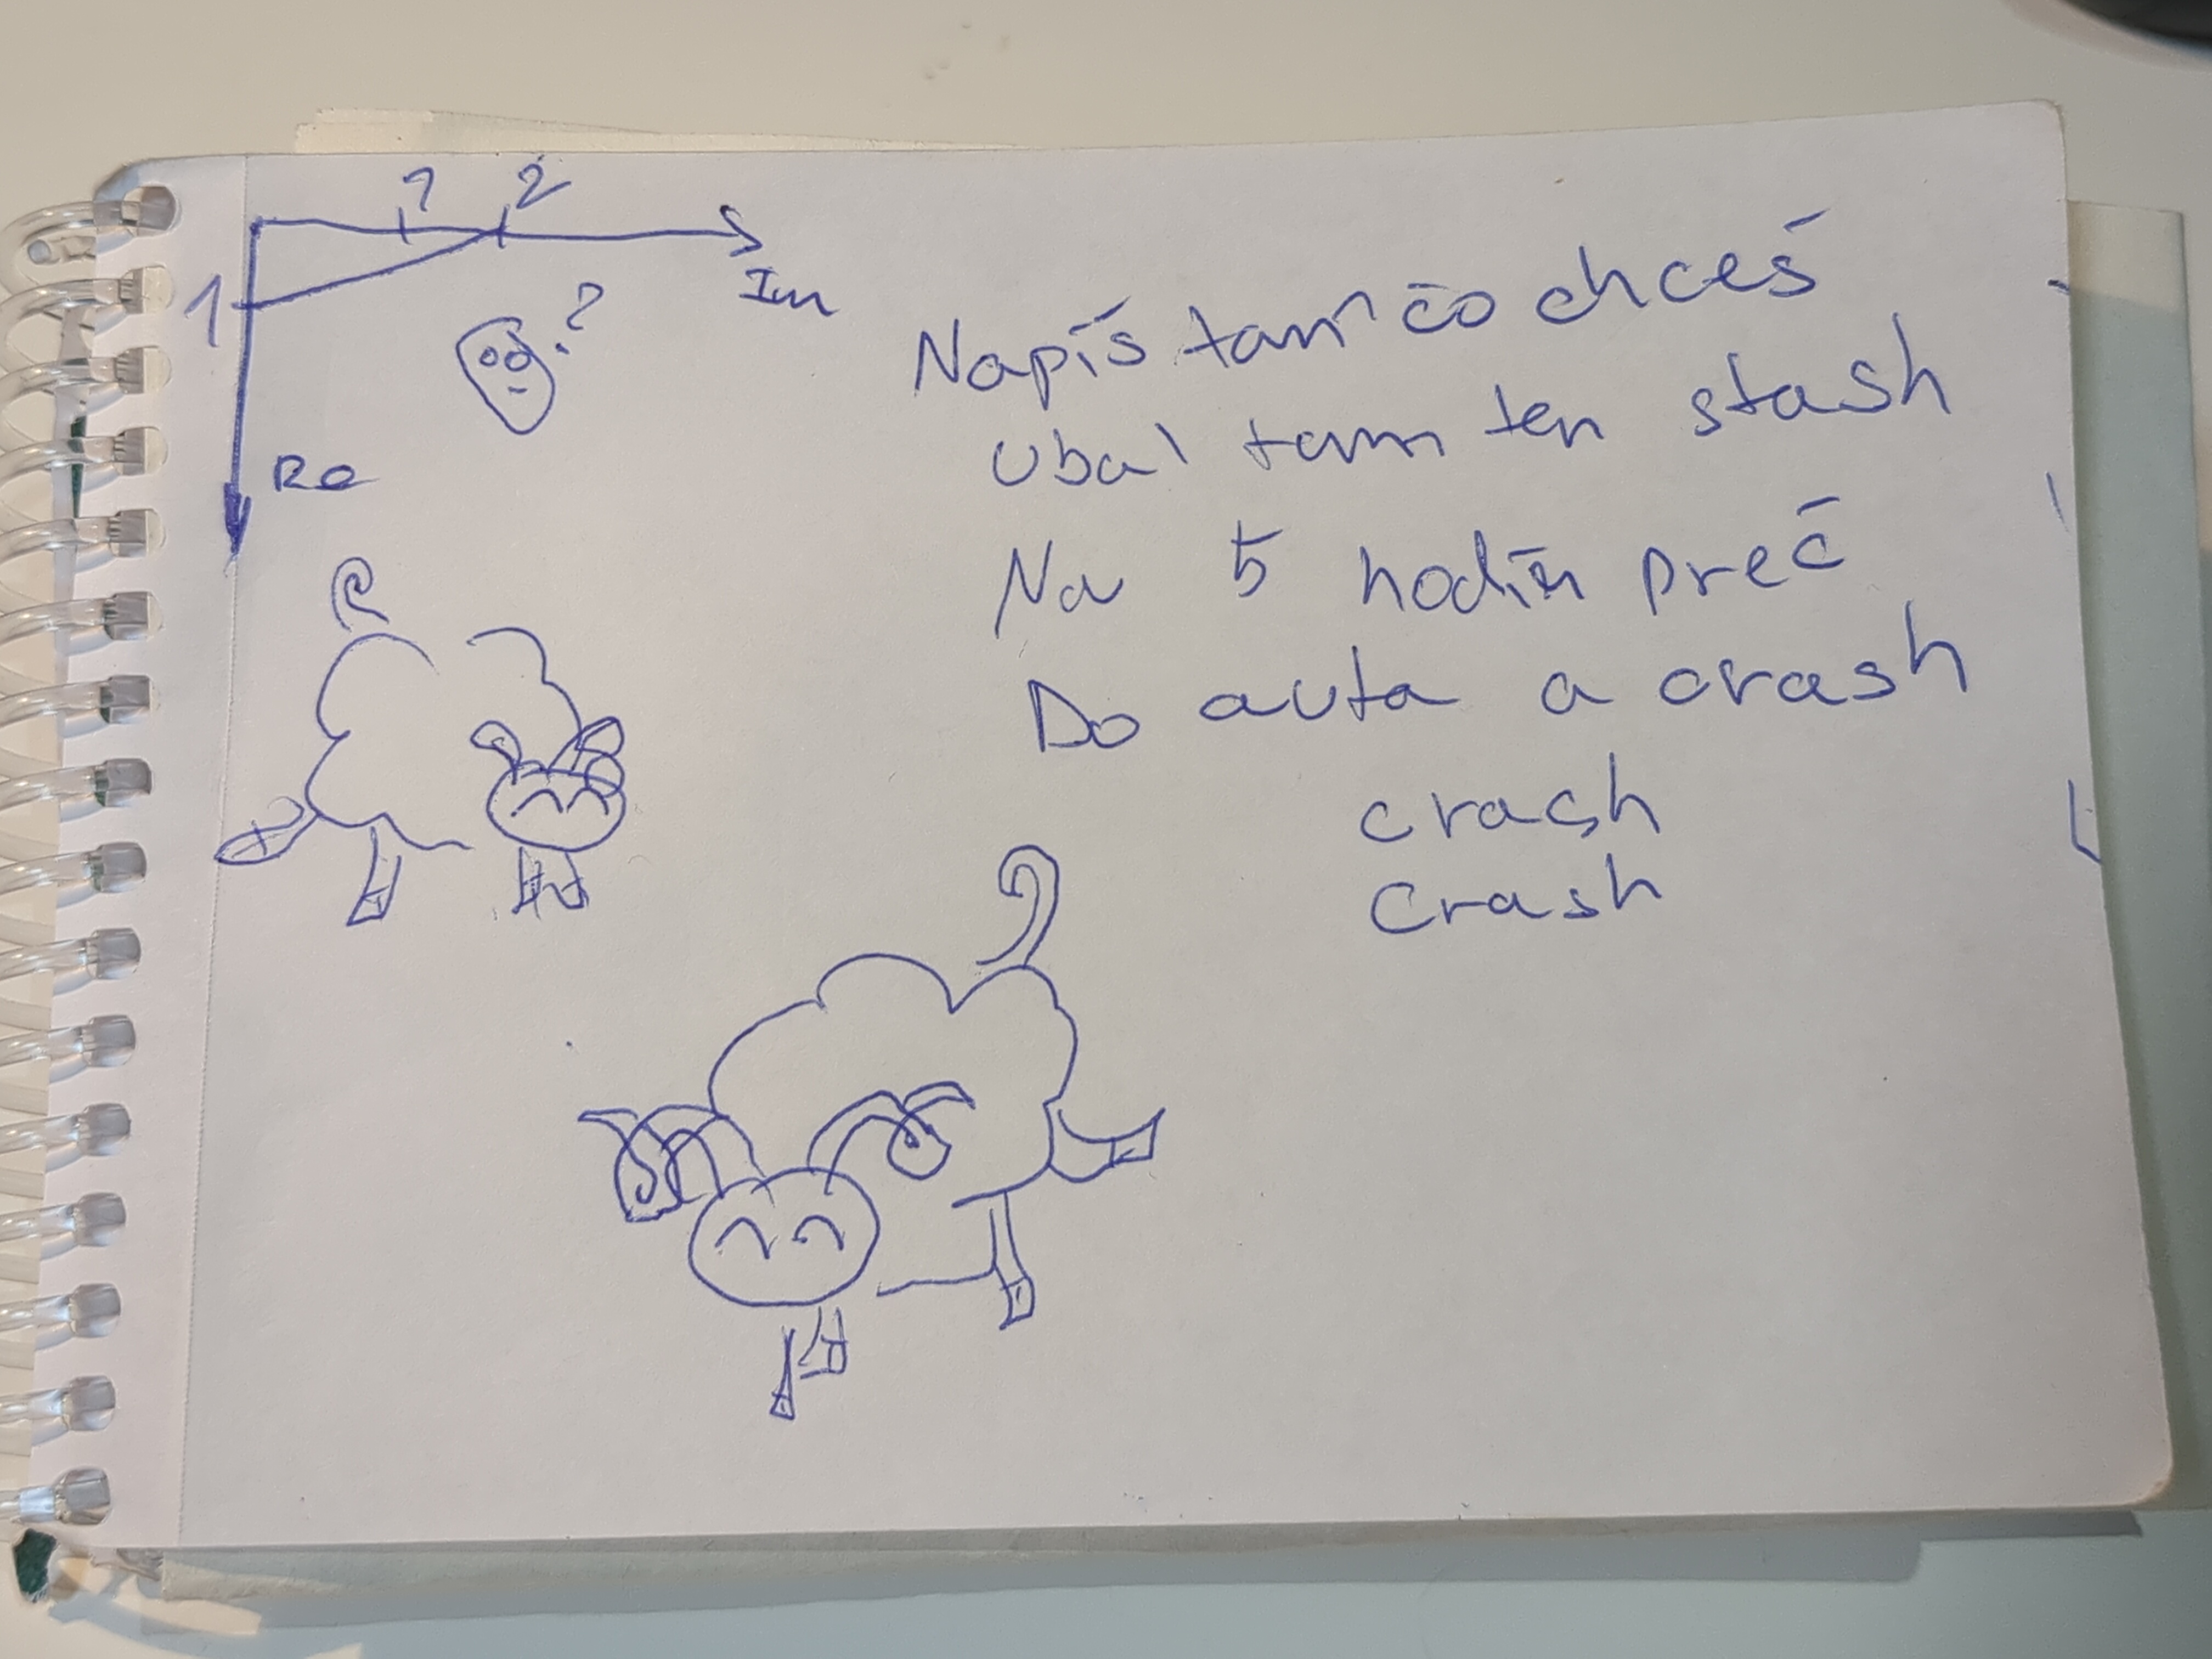 1 2
Im
1
?
Re
Napíš tam čo chceš
Ubal tam ten stash
Na 5 hodín preč
Do auta a crash
crash
Crash